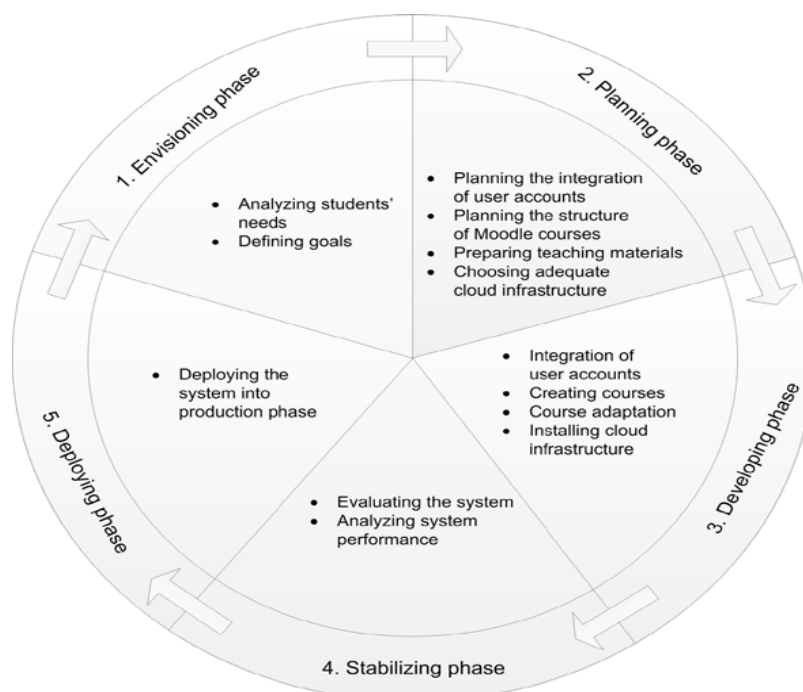 1. Envisioning phase
• Analyzing students'
needs
• Defining goals
2. Planning phase
• Planning the integration
of user accounts
• Planning the structure
of Moodle courses
• Preparing teaching materials
• Choosing adequate
cloud infrastructure
3. Developing phase
• Integration of
user accounts
• Creating courses
• Course adaptation
• Installing cloud
infrastructure
4. Stabilizing phase
• Evaluating the system
• Analyzing system
performance
5. Deploying phase
• Deploying the
system into
production phase